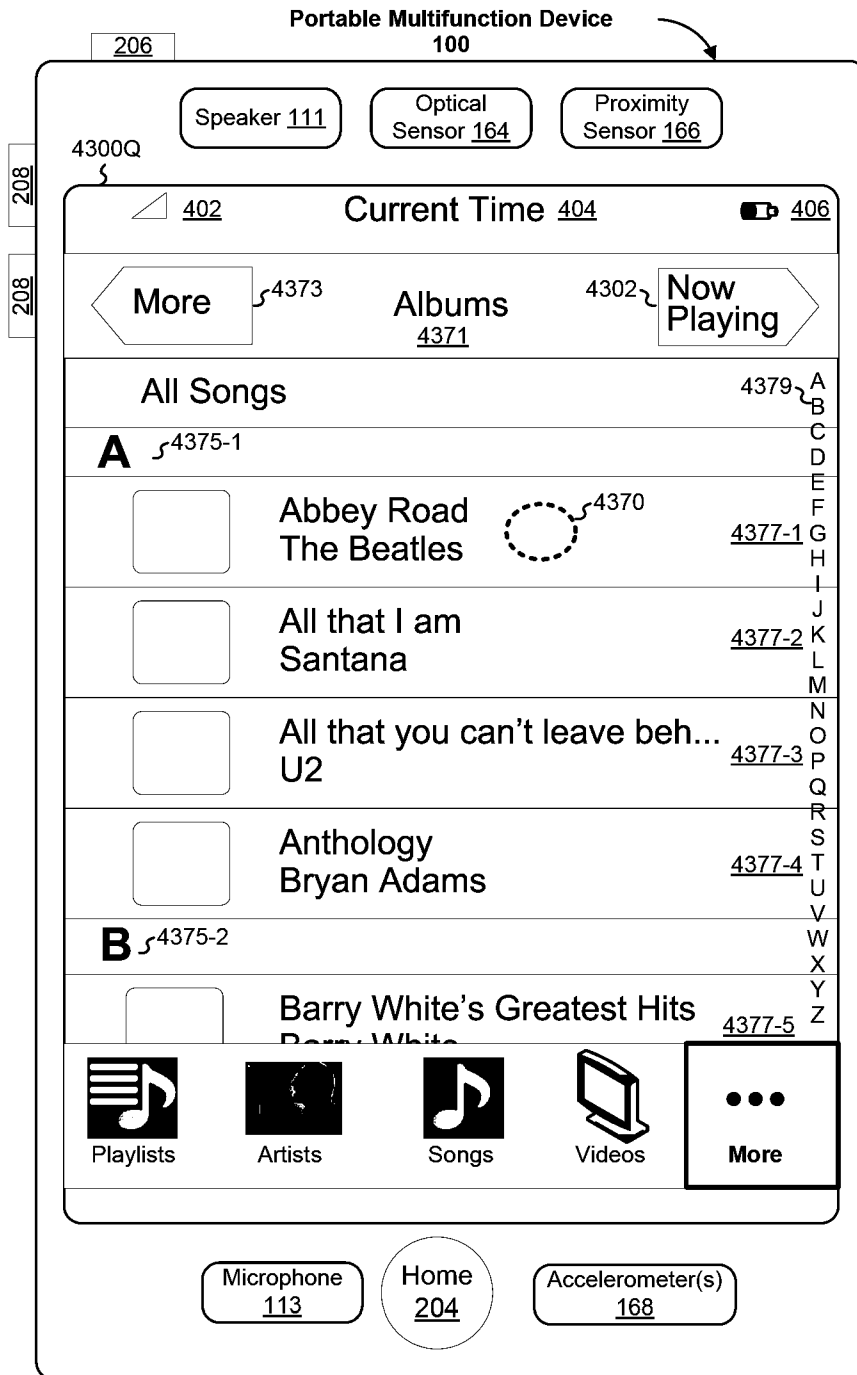 Portable Multifunction Device
100
206
Speaker 111
Optical
Sensor 164
Proximity
Sensor 166
4300Q
208
208
402
Current Time 404
406
More
4373
Albums
4371
4302
Now
Playing
All Songs
4379
A
B
C
D
E
F
G
H
I
J
K
L
M
N
O
P
Q
R
S
T
U
V
W
X
Y
Z
A
4375-1
Abbey Road
The Beatles
4370
4377-1
All that I am
Santana
4377-2
All that you can't leave beh...
U2
4377-3
Anthology
Bryan Adams
4377-4
B
4375-2
Barry White's Greatest Hits
Barry White
4377-5
Playlists
Artists
Songs
Videos
More
Microphone
113
Home
204
Accelerometer(s)
168